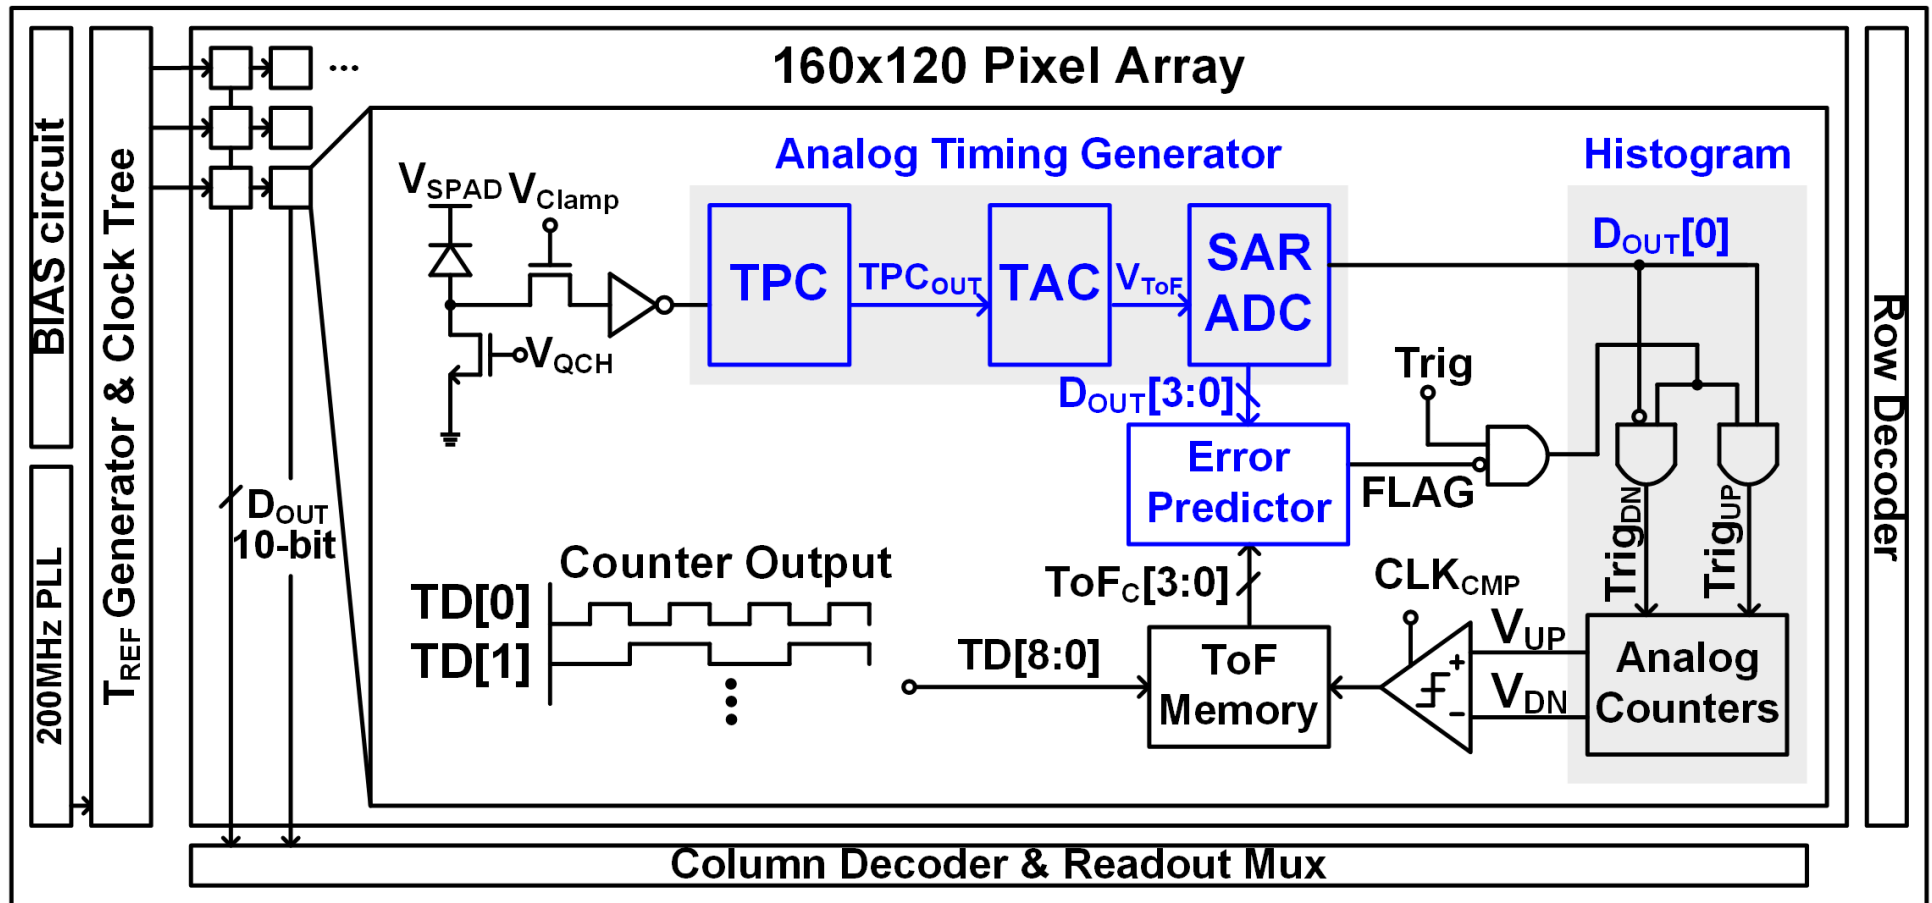 160x120 Pixel Array
...
BIAS circuit
200MHz PLL
TREF Generator & Clock Tree
DOUT
10-bit
Analog Timing Generator
Histogram
VSPAD
VClamp
VQCH
TPC
TPCOUT
TAC
VToF
SAR
ADC
DOUT[0]
DOUT[3:0]
Trig
Error
Predictor
FLAG
TrigDN
TrigUP
Counter Output
TD[0]
TD[1]
ToFC[3:0]
TD[8:0]
ToF
Memory
CLKCMP
+
−
VUP
VDN
Analog
Counters
Row Decoder
Column Decoder & Readout Mux